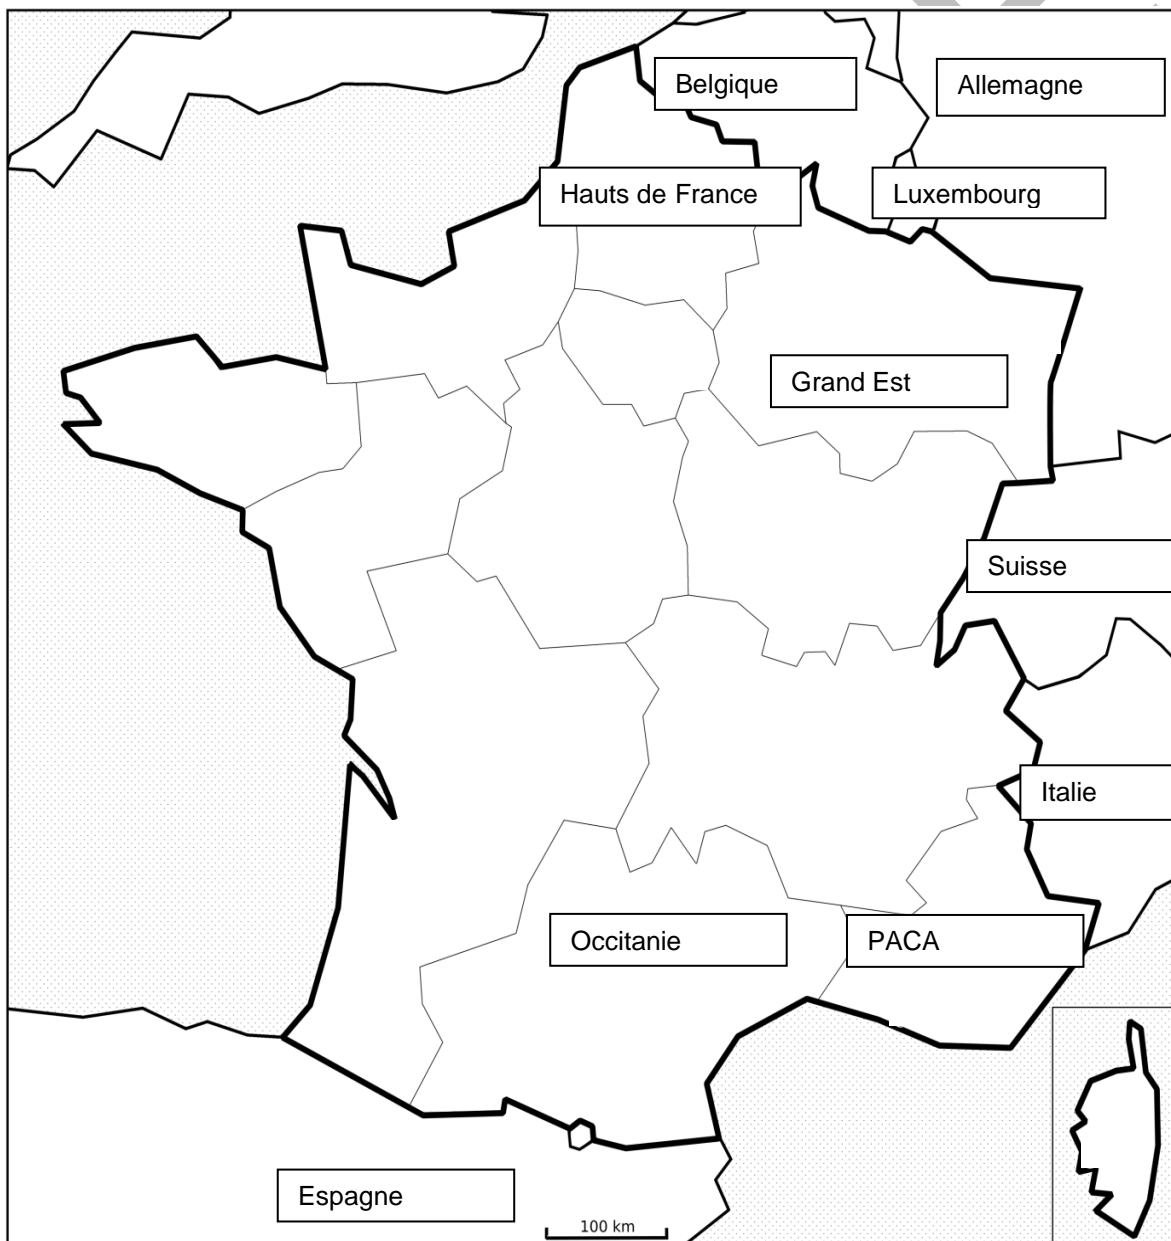 Belgique
Allemagne
Hauts de France
Luxembourg
Grand Est
Suisse
Italie
Occitanie
PACA
Espagne
100 km